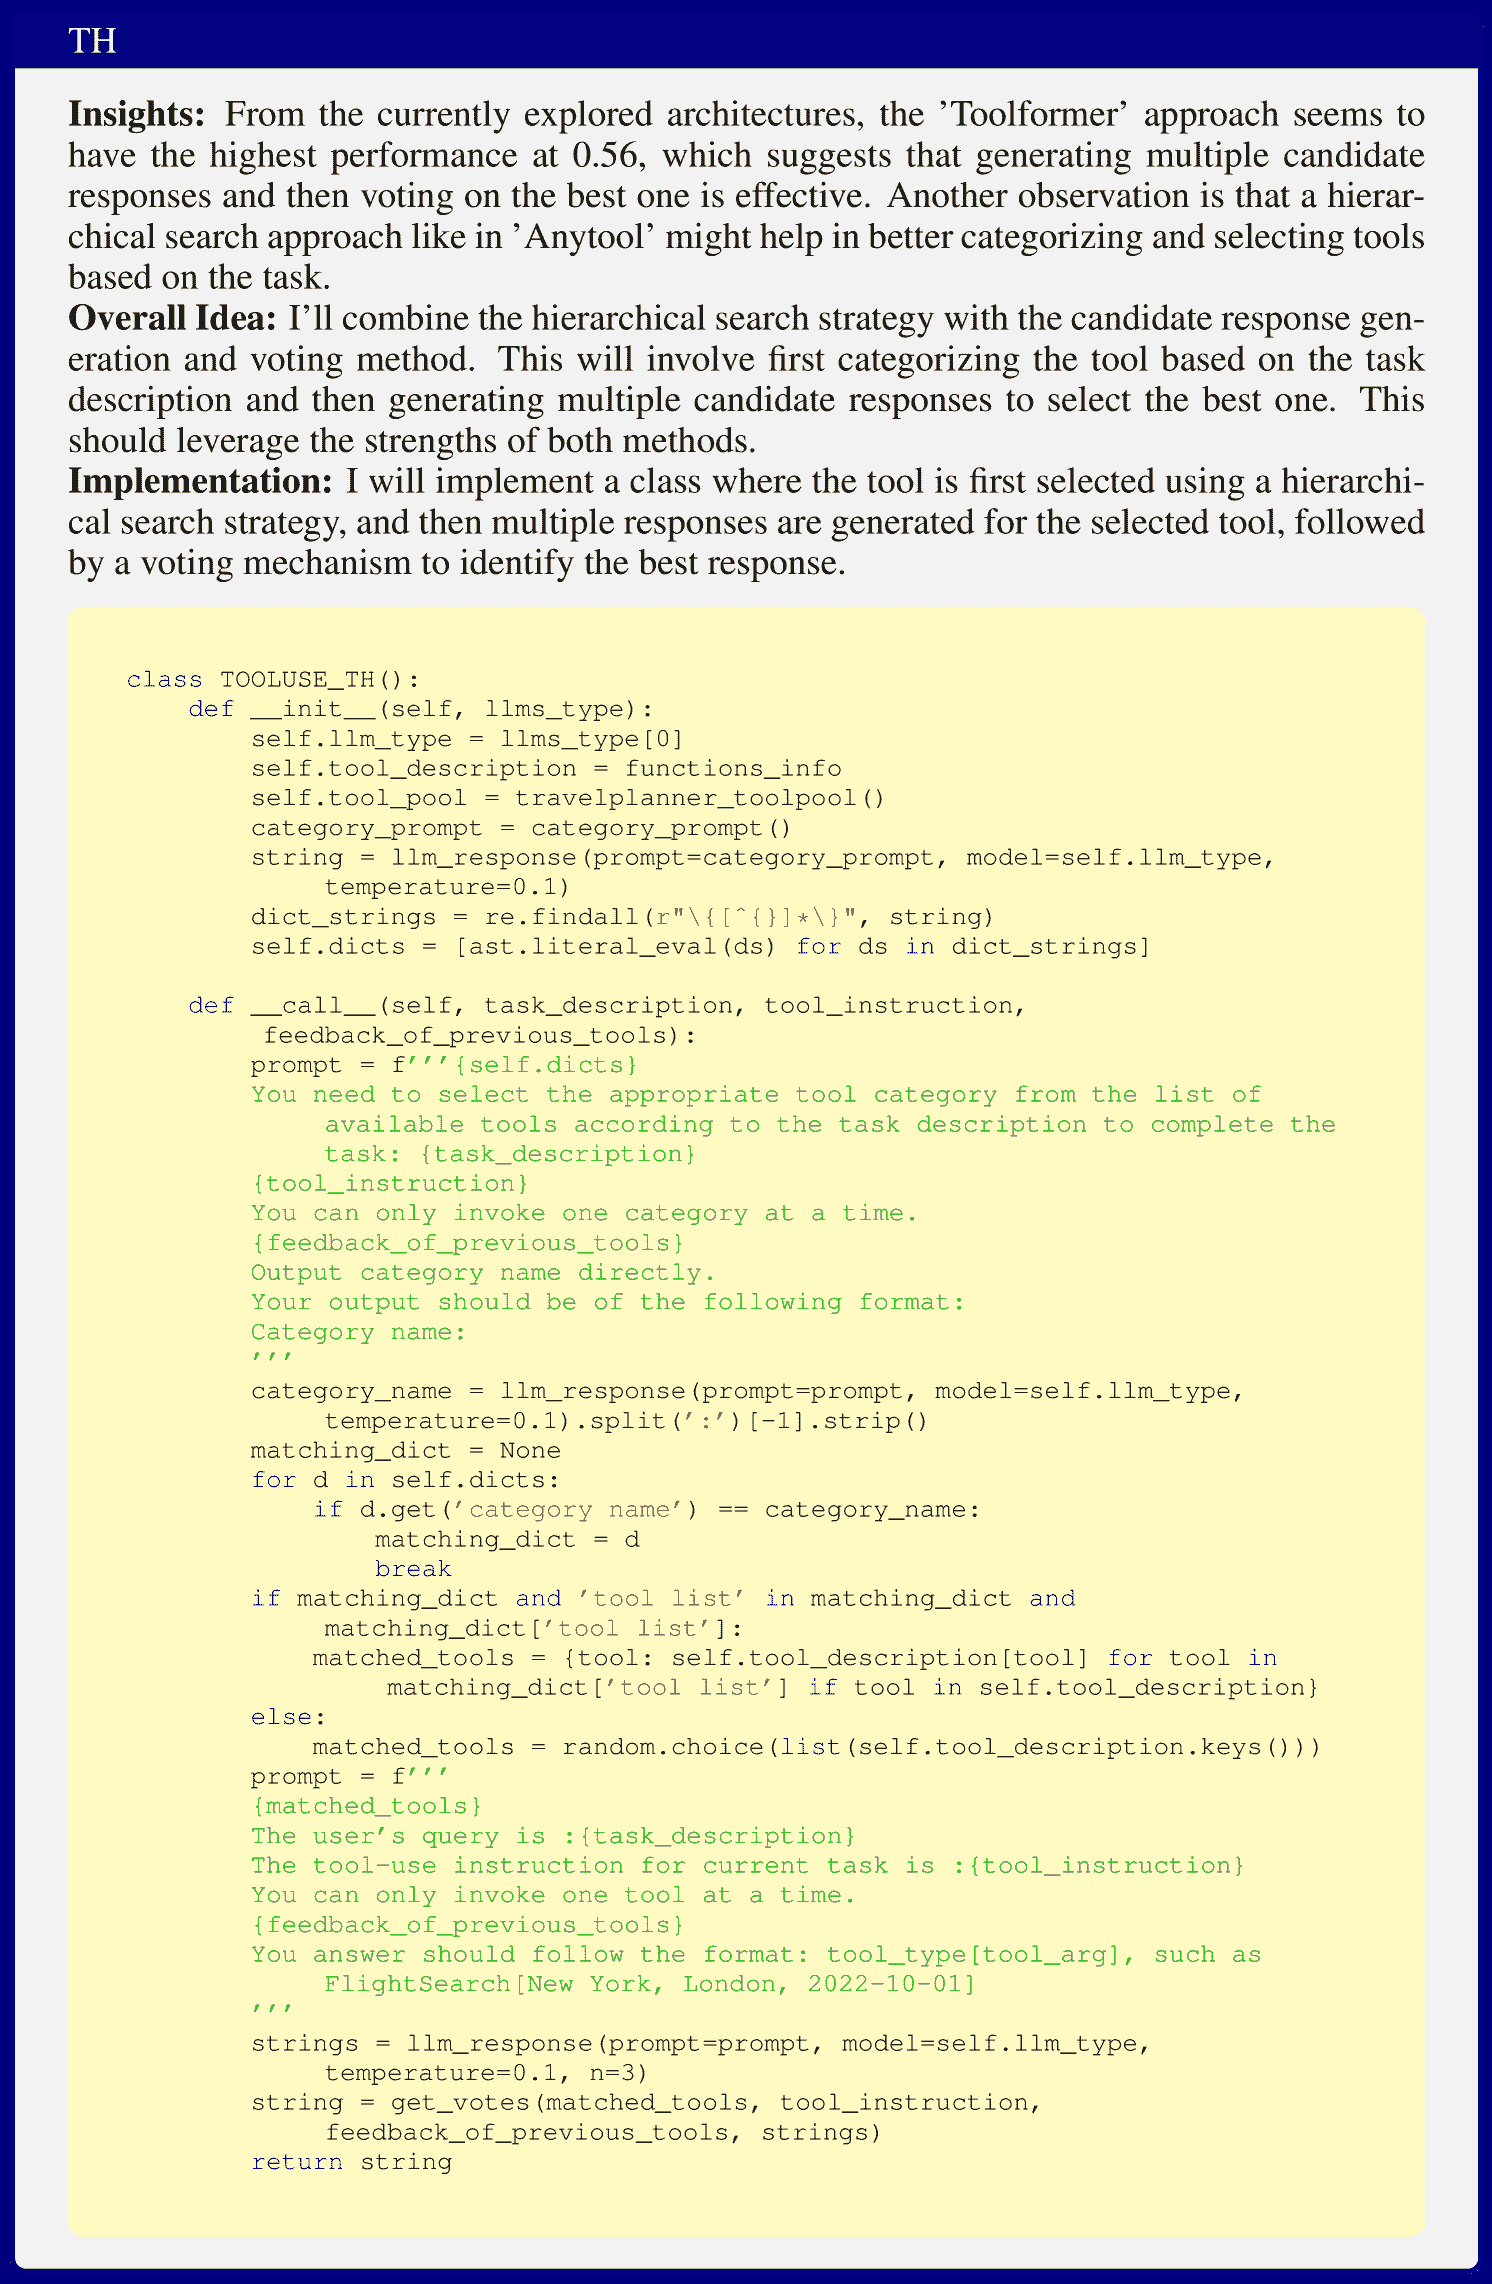 TH
Insights: From the currently explored architectures, the 'Toolformer' approach seems to
have the highest performance at 0.56, which suggests that generating multiple candidate
responses and then voting on the best one is effective. Another observation is that a hierar-
chical search approach like in 'Anytool' might help in better categorizing and selecting tools
based on the task.
Overall Idea: I'll combine the hierarchical search strategy with the candidate response gen-
eration and voting method. This will involve first categorizing the tool based on the task
description and then generating multiple candidate responses to select the best one. This
should leverage the strengths of both methods.
Implementation: I will implement a class where the tool is first selected using a hierarchi-
cal search strategy, and then multiple responses are generated for the selected tool, followed
by a voting mechanism to identify the best response.
class TOOLUSE_TH():
    def __init__(self, llms_type):
        self.llm_type = llms_type[0]
        self.tool_description = functions_info
        self.tool_pool = travelplanner_toolpool()
        category_prompt = category_prompt()
        string = llm_response(prompt=category_prompt, model=self.llm_type,
            temperature=0.1)
        dict_strings = re.findall(r"\{[^{}]*\}", string)
        self.dicts = [ast.literal_eval(ds) for ds in dict_strings]
    def __call__(self, task_description, tool_instruction,
        feedback_of_previous_tools):
        prompt = f'''{self.dicts}
        You need to select the appropriate tool category from the list of
            available tools according to the task description to complete the
            task: {task_description}
        {tool_instruction}
        You can only invoke one category at a time.
        {feedback_of_previous_tools}
        Output category name directly.
        Your output should be of the following format:
        Category name:
        '''
        category_name = llm_response(prompt=prompt, model=self.llm_type,
            temperature=0.1).split(':')[-1].strip()
        matching_dict = None
        for d in self.dicts:
            if d.get('category name') == category_name:
                matching_dict = d
                break
        if matching_dict and 'tool list' in matching_dict and
            matching_dict['tool list']:
            matched_tools = {tool: self.tool_description[tool] for tool in
                matching_dict['tool list'] if tool in self.tool_description}
        else:
            matched_tools = random.choice(list(self.tool_description.keys()))
        prompt = f'''
        {matched_tools}
        The user's query is :{task_description}
        The tool-use instruction for current task is :{tool_instruction}
        You can only invoke one tool at a time.
        {feedback_of_previous_tools}
        You answer should follow the format: tool_type[tool_arg], such as
            FlightSearch[New York, London, 2022-10-01]
        '''
        strings = llm_response(prompt=prompt, model=self.llm_type,
            temperature=0.1, n=3)
        string = get_votes(matched_tools, tool_instruction,
            feedback_of_previous_tools, strings)
        return string